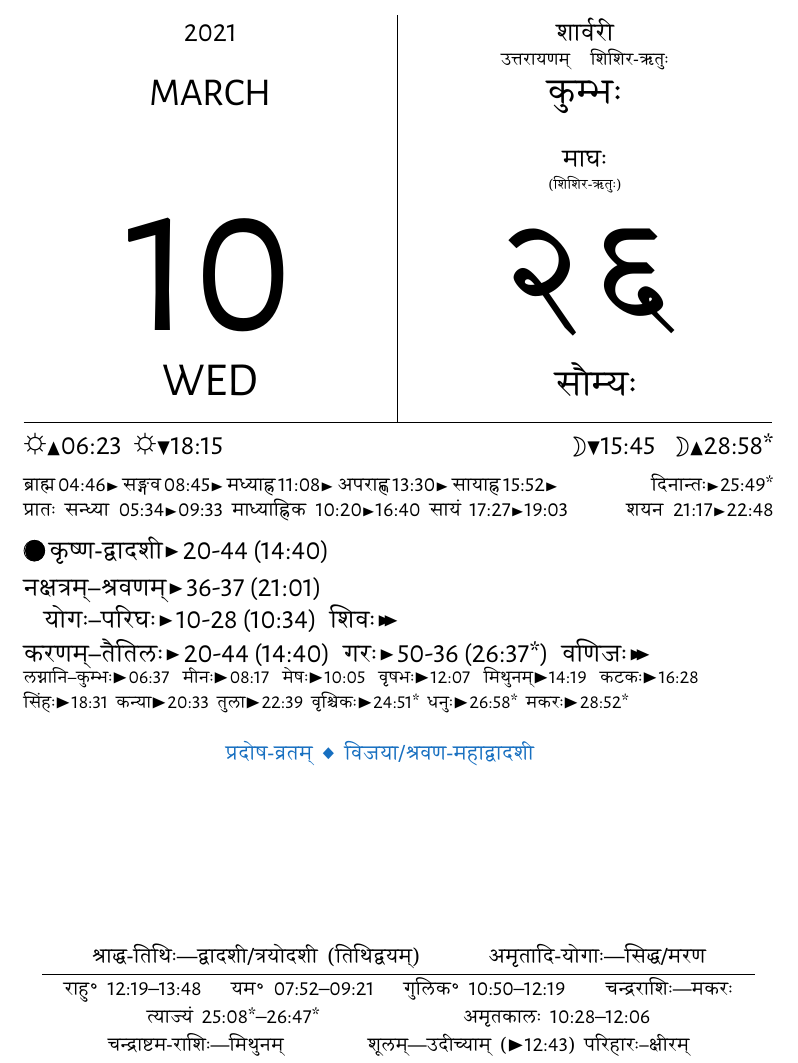 2021
MARCH
10
WED
शार्वरी
उत्तरायणम् शिशिर-ऋतुः
कुम्भः
माघः
(शिशिर-ऋतुः)
२६
सौम्यः
☼▲06:23 ☼▼18:15 ☽▼15:45 ☽▲28:58*
ब्राह्म 04:46► सङ्गव 08:45► मध्याह्न 11:08► अपराह्ण 13:30► सायाह्न 15:52► दिनान्तः►25:49*
प्रातः सन्ध्या 05:34►09:33 माध्याह्निक 10:20►16:40 सायं 17:27►19:03 शयन 21:17►22:48
●कृष्ण-द्वादशी►20-44 (14:40)
नक्षत्रम्–श्रवणम्►36-37 (21:01)
योगः–परिघः►10-28 (10:34) शिवः►►
करणम्–तैतिलः►20-44 (14:40) गरः►50-36 (26:37*) वणिजः►►
लग्नानि–कुम्भः►06:37 मीनः►08:17 मेषः►10:05 वृषभः►12:07 मिथुनम्►14:19 कटकः►16:28
सिंहः►18:31 कन्या►20:33 तुला►22:39 वृश्चिकः►24:51* धनुः►26:58* मकरः►28:52*
प्रदोष-व्रतम् ◆ विजया/श्रवण-महाद्वादशी
श्राद्ध-तिथिः—द्वादशी/त्रयोदशी (तिथिद्वयम्) अमृतादि-योगाः—सिद्ध/मरण
राहु° 12:19–13:48 यम° 07:52–09:21 गुलिक° 10:50–12:19 चन्द्रराशिः—मकरः
त्याज्यं 25:08*–26:47* अमृतकालः 10:28–12:06
चन्द्राष्टम-राशिः—मिथुनम् शूलम्—उदीच्याम् (►12:43) परिहारः–क्षीरम्